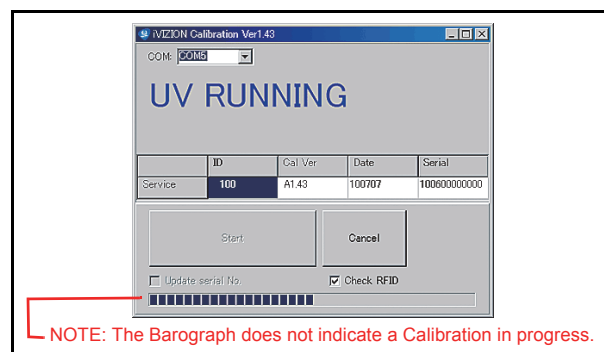 iVIZION Calibration Ver1.43
COM: COM5
UV RUNNING
ID Cal Ver Date Serial
Service 100 A1.43 100707 100600000000
Start Cancel
Update serial No. Check RFID
NOTE: The Barograph does not indicate a Calibration in progress.